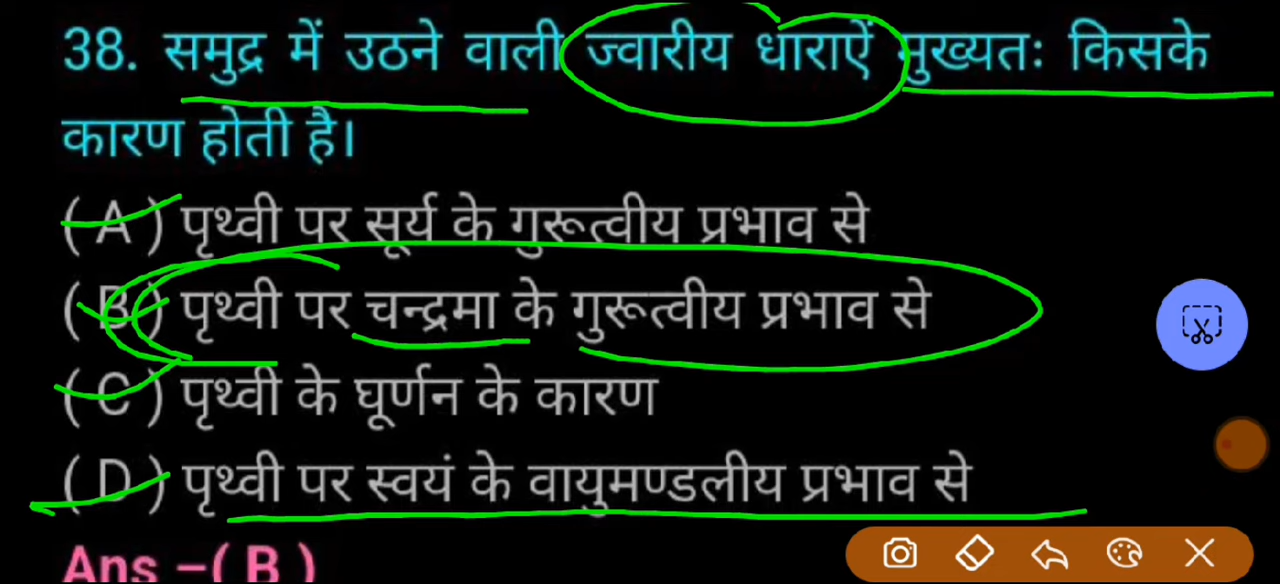 38. समुद्र में उठने वाली ज्वारीय धाराऐं मुख्यतः किसके
कारण होती है।
( A ) पृथ्वी पर सूर्य के गुरूत्वीय प्रभाव से
( B ) पृथ्वी पर चन्द्रमा के गुरूत्वीय प्रभाव से
( C ) पृथ्वी के घूर्णन के कारण
( D ) पृथ्वी पर स्वयं के वायुमण्डलीय प्रभाव से
Ans –( B )